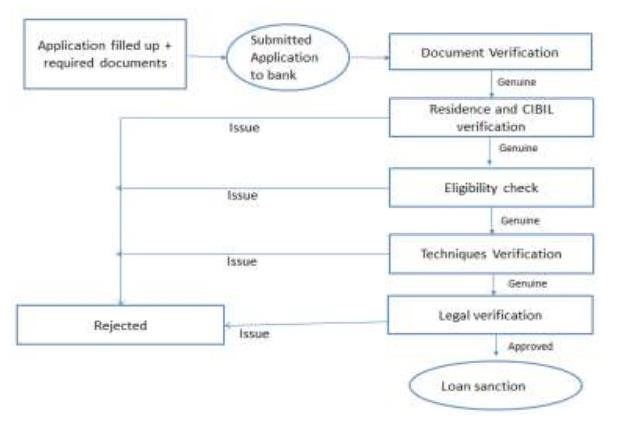 Application filled up +
required documents
Submitted
Application
to bank
Document Verification
Genuine
Residence and CIBIL
verification
Issue
Genuine
Eligibility check
Issue
Genuine
Techniques Verification
Issue
Genuine
Legal verification
Rejected
Issue
Approved
Loan sanction